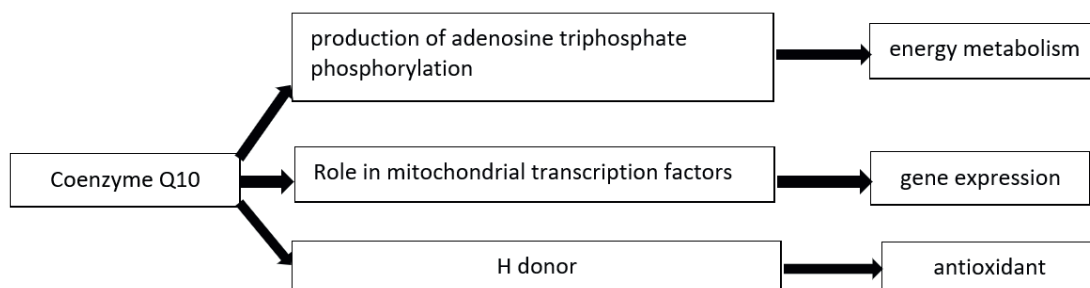 production of adenosine triphosphate
phosphorylation
energy metabolism
Coenzyme Q10
Role in mitochondrial transcription factors
gene expression
H donor
antioxidant